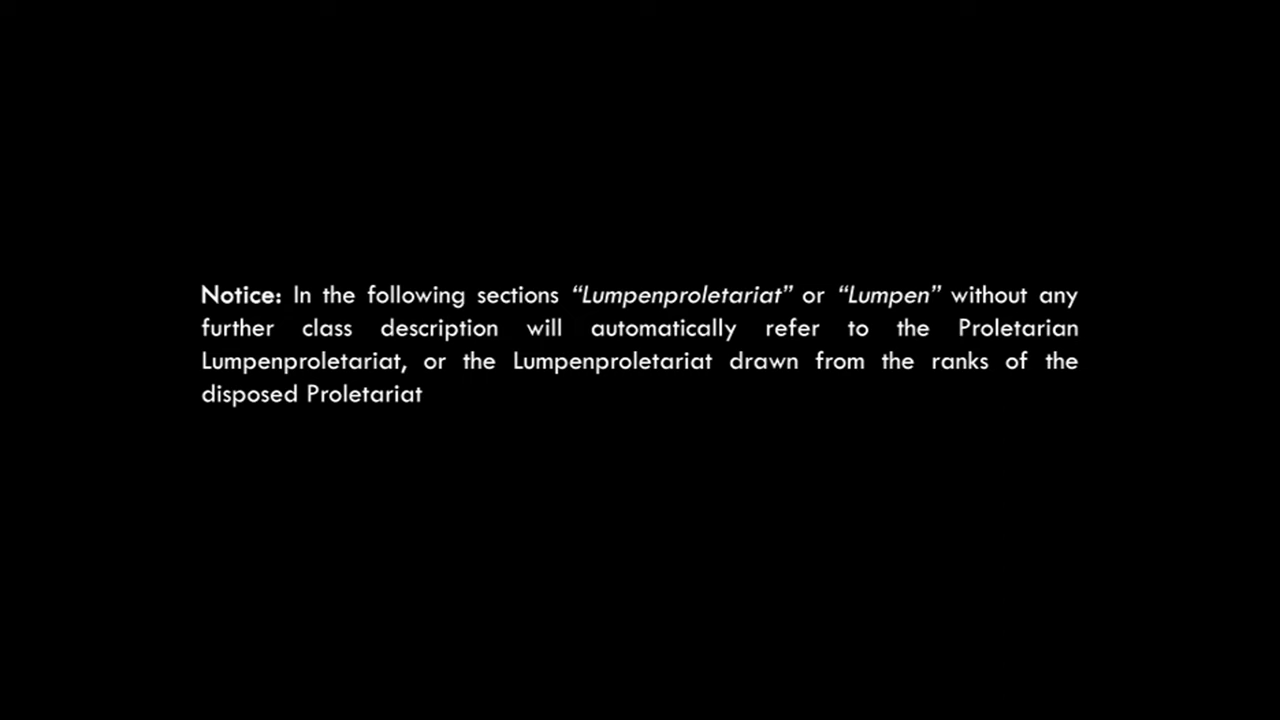 Notice: In the following sections “Lumpenproletariat” or “Lumpen” without any
further class description will automatically refer to the Proletarian
Lumpenproletariat, or the Lumpenproletariat drawn from the ranks of the
disposed Proletariat